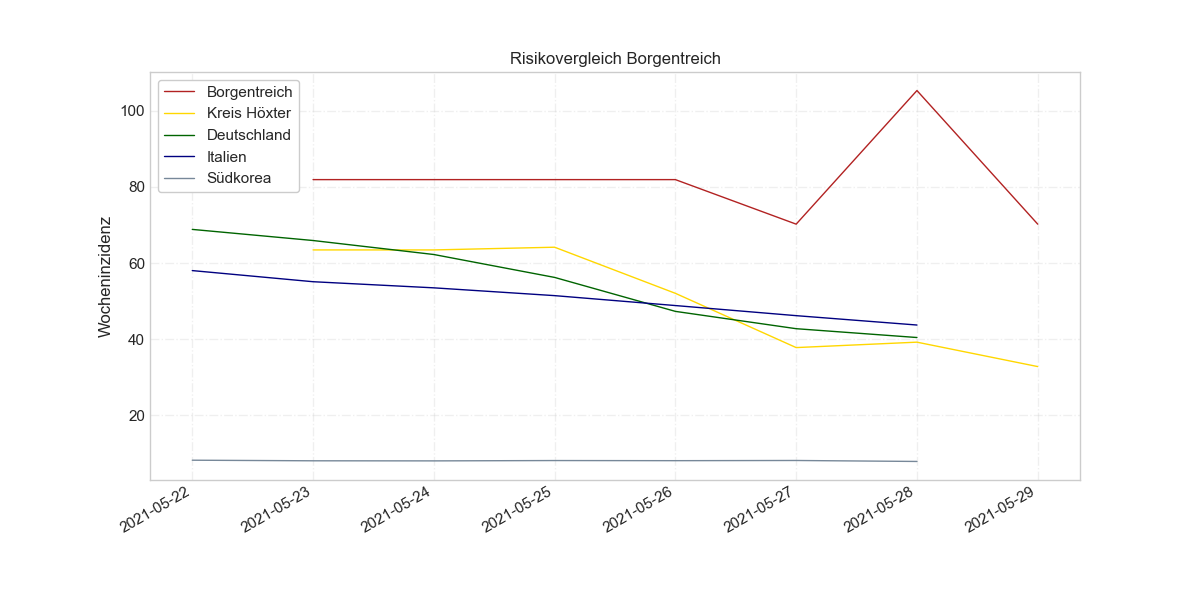 Risikovergleich Borgentreich
Borgentreich
Kreis Höxter
Deutschland
Italien
Südkorea
Wocheninzidenz
100
80
60
40
20
2021-05-22
2021-05-23
2021-05-24
2021-05-25
2021-05-26
2021-05-27
2021-05-28
2021-05-29